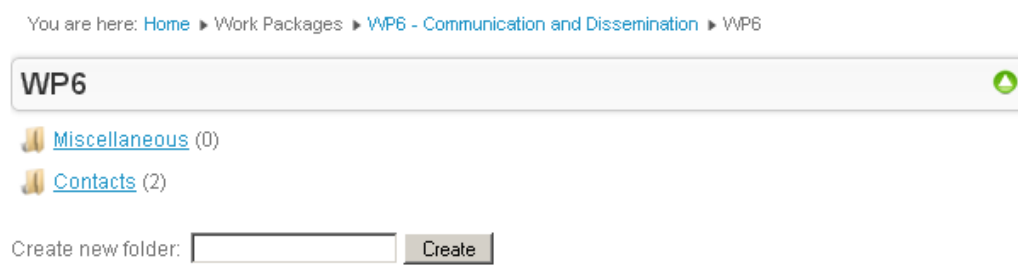 You are here: Home ▸ Work Packages ▸ WP6 - Communication and Dissemination ▸ WP6
WP6
Miscellaneous (0)
Contacts (2)
Create new folder: Create